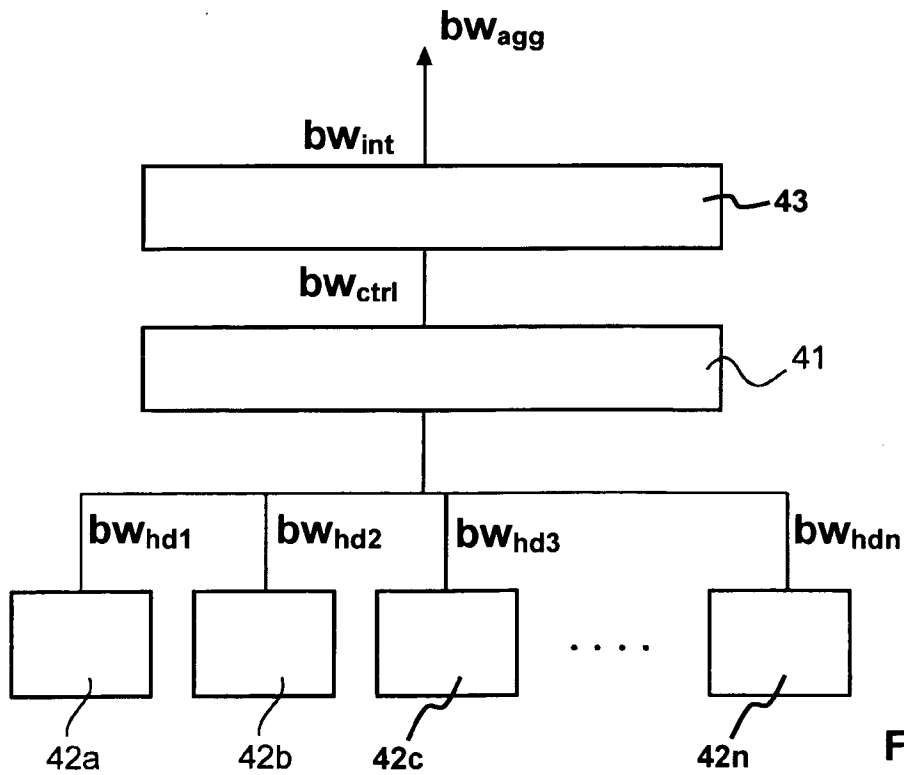 bw_agg
bw_int
43
bw_ctrl
41
bw_hd1 bw_hd2 bw_hd3 bw_hdn
. . . .
42a 42b 42c 42n
F